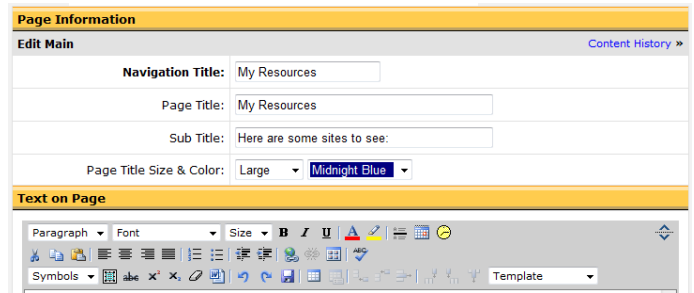 Page Information
Edit Main Content History »
Navigation Title: My Resources
Page Title: My Resources
Sub Title: Here are some sites to see:
Page Title Size & Color: Large Midnight Blue
Text on Page
Paragraph Font Size B I U A
ABC
Symbols abc x² x₂ Template